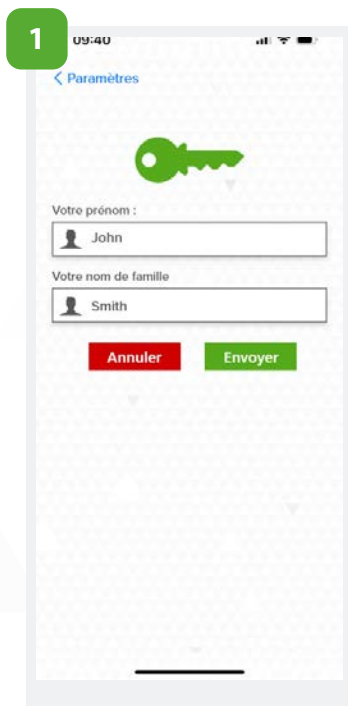 1
09:40
Paramètres
Votre prénom :
John
Votre nom de famille
Smith
Annuler Envoyer